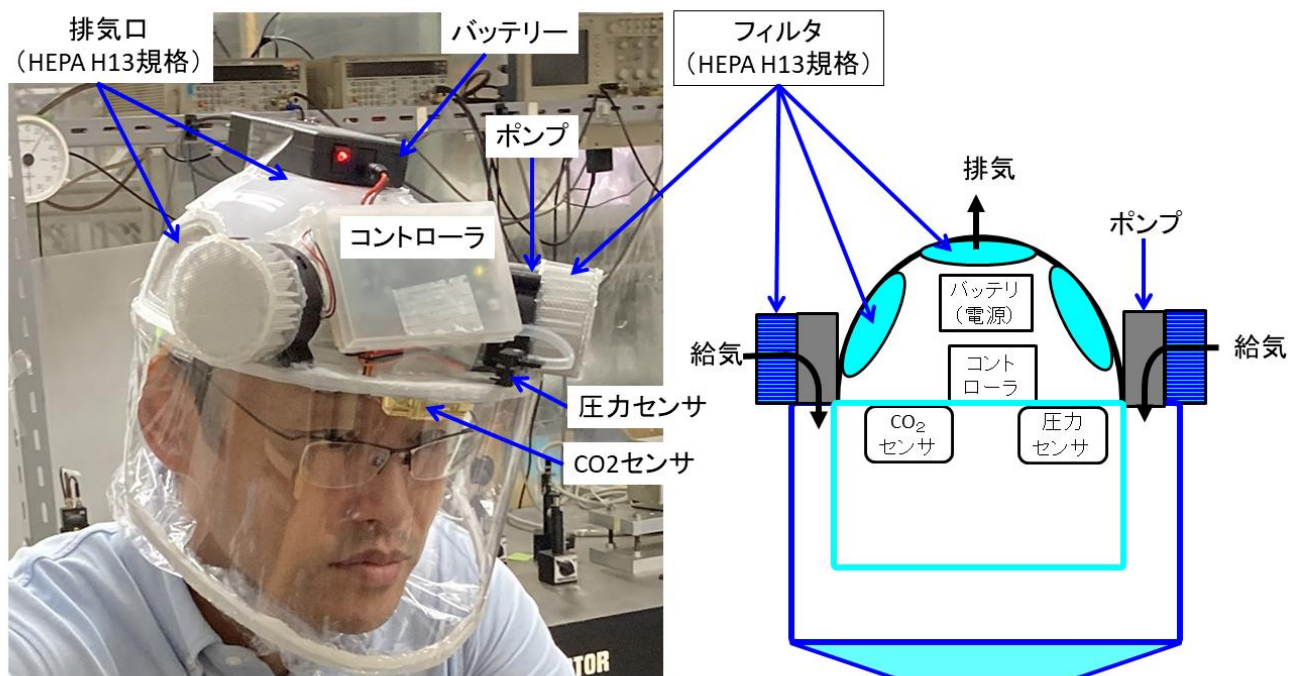 排気口
（HEPA H13規格）
バッテリー
ポンプ
コントローラ
圧力センサ
CO2センサ
フィルタ
（HEPA H13規格）
排気
ポンプ
バッテリ
（電源）
給気
給気
コント
ローラ
CO₂
センサ
圧力
センサ
TOR